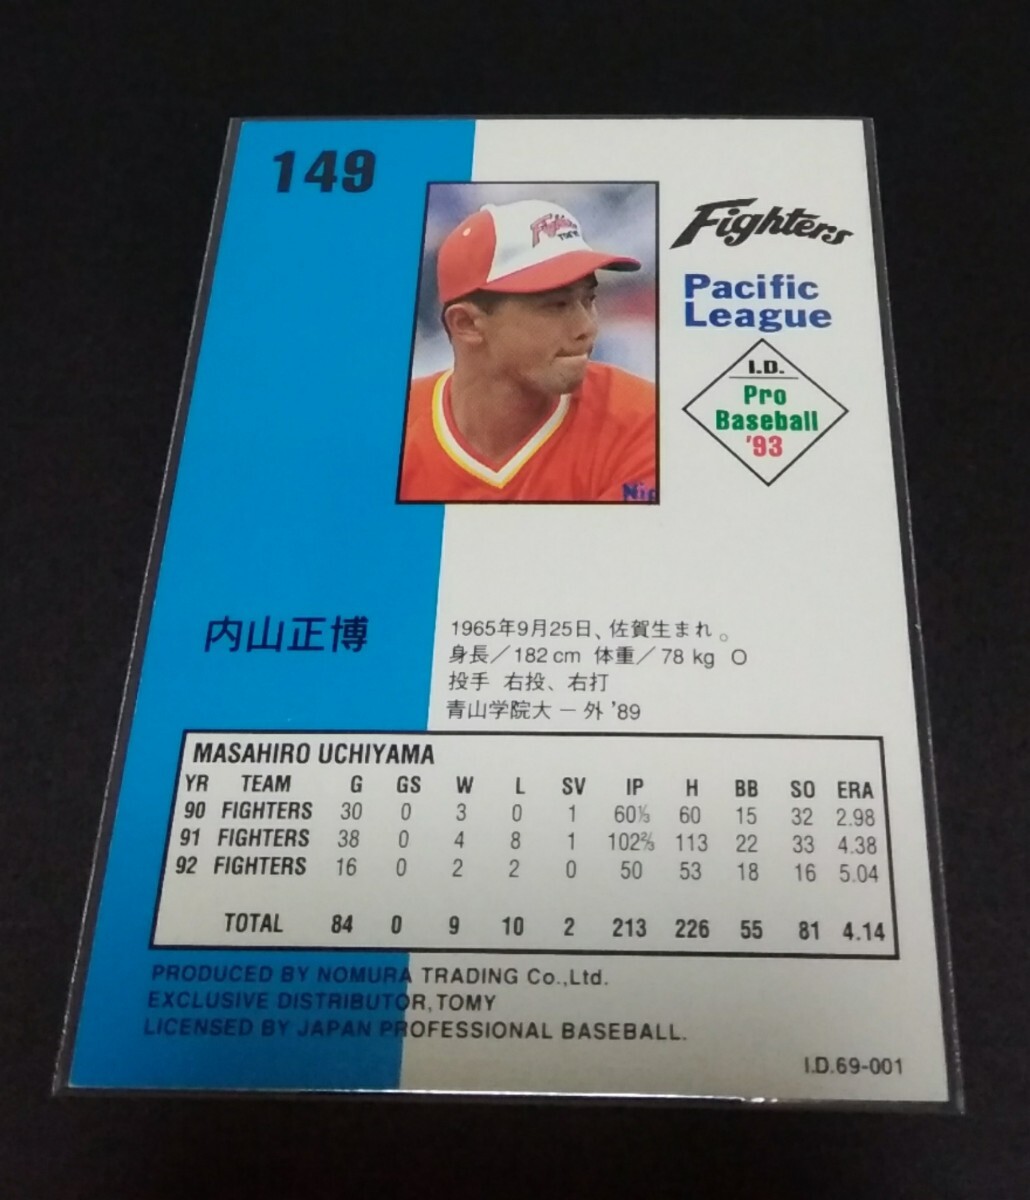 149
Fighters
Pacific
League
I.D.
Pro
Baseball
'93
Nip
内山正博
1965年9月25日、佐賀生まれ。
身長／182cm 体重／78kg O
投手 右投、右打
青山学院大 ー 外 '89
MASAHIRO UCHIYAMA
YR TEAM G GS W L SV IP H BB SO ERA
90 FIGHTERS 30 0 3 0 1 60⅓ 60 15 32 2.98
91 FIGHTERS 38 0 4 8 1 102⅔ 113 22 33 4.38
92 FIGHTERS 16 0 2 2 0 50 53 18 16 5.04
TOTAL 84 0 9 10 2 213 226 55 81 4.14
PRODUCED BY NOMURA TRADING Co.,Ltd.
EXCLUSIVE DISTRIBUTOR,TOMY
LICENSED BY JAPAN PROFESSIONAL BASEBALL.
I.D.69-001